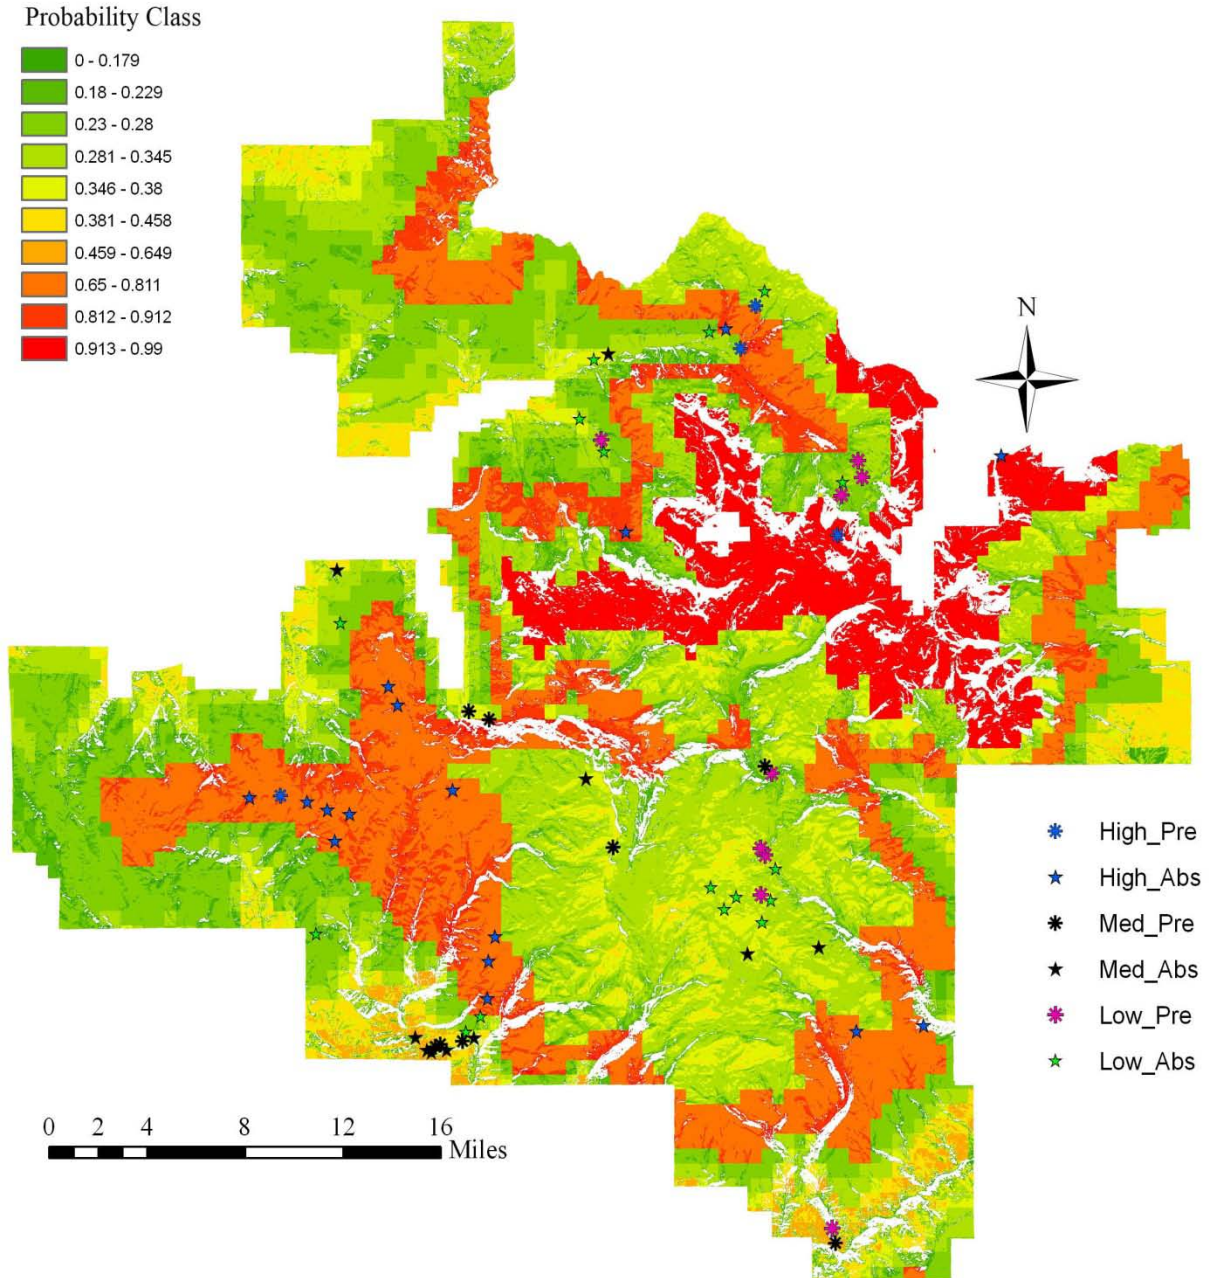 Probability Class
0 - 0.179
0.18 - 0.229
0.23 - 0.28
0.281 - 0.345
0.346 - 0.38
0.381 - 0.458
0.459 - 0.649
0.65 - 0.811
0.812 - 0.912
0.913 - 0.99
N
High_Pre
High_Abs
Med_Pre
Med_Abs
Low_Pre
Low_Abs
0 2 4 8 12 16
Miles